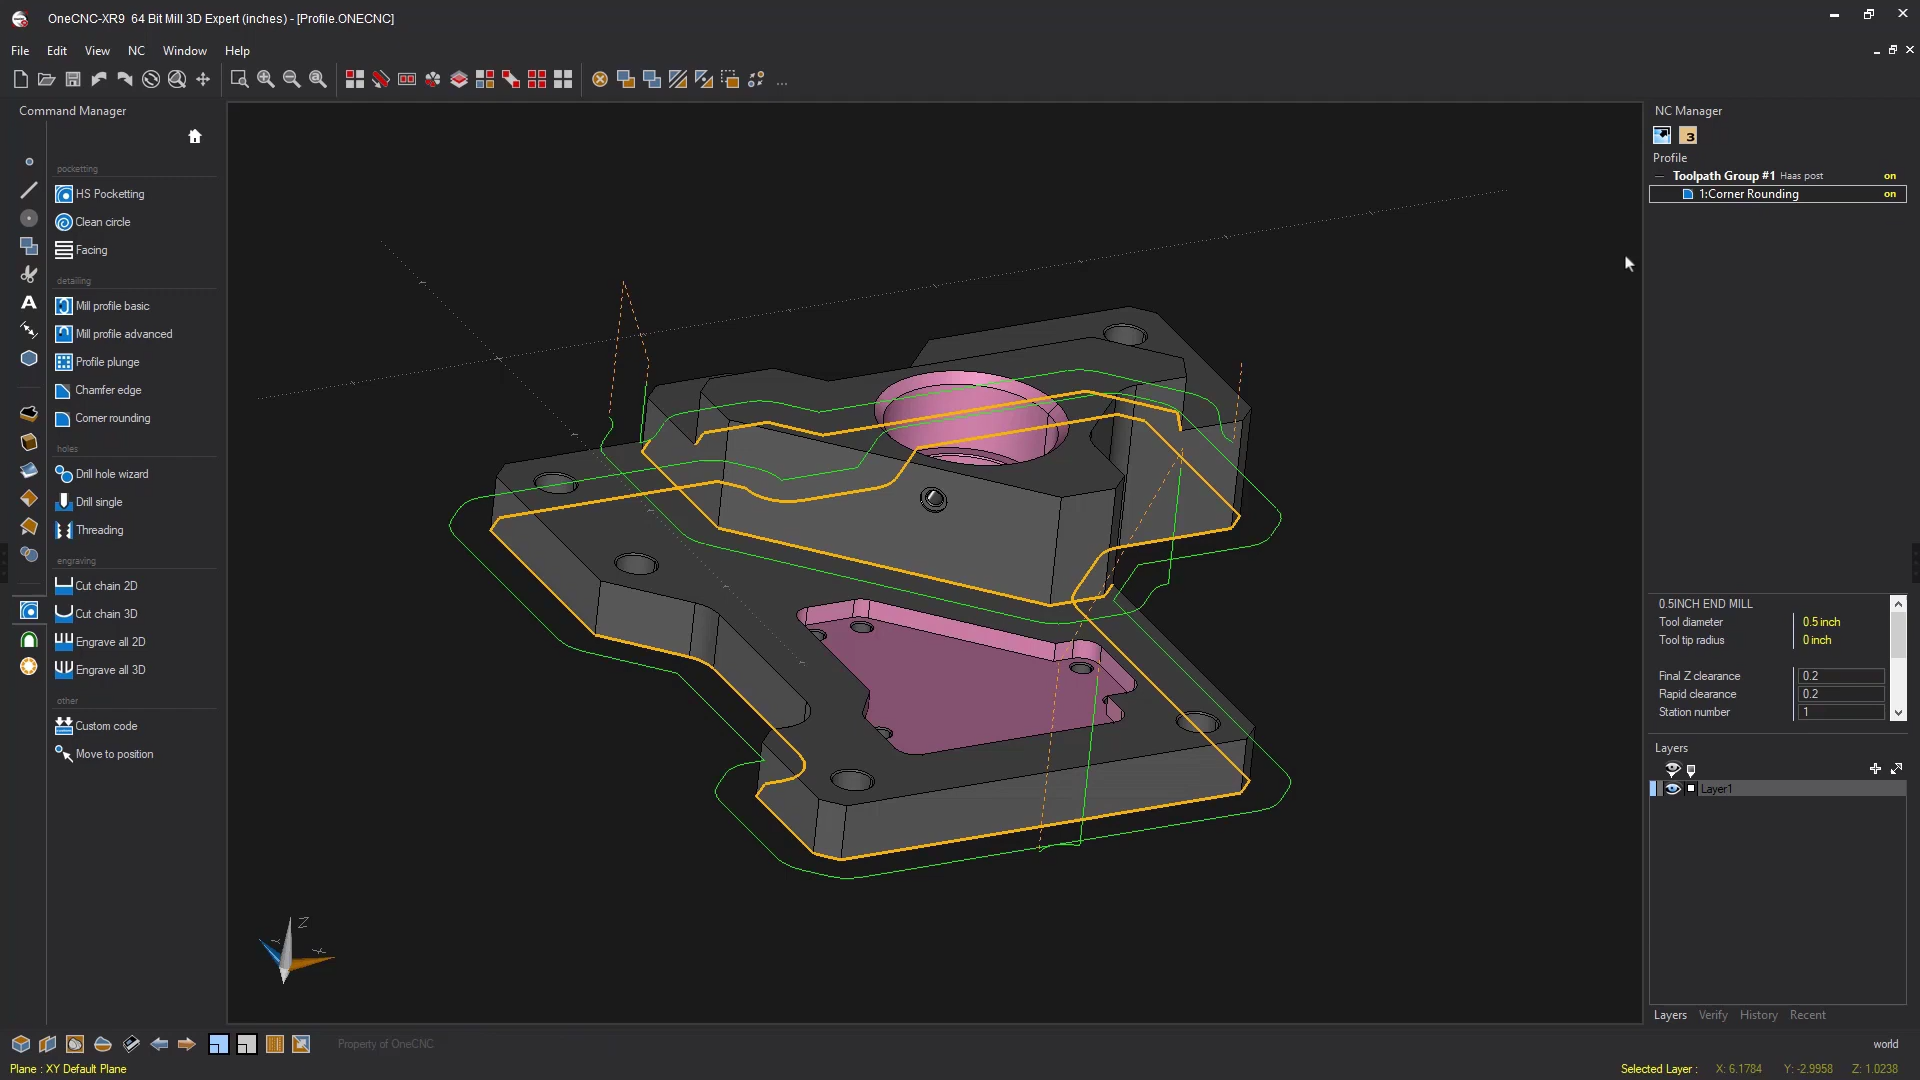 OneCNC-XR9  64 Bit Mill 3D Expert (inches) - [Profile.ONECNC]
File Edit View NC Window Help
Command Manager
pocketting
HS Pocketting
Clean circle
Facing
detailing
Mill profile basic
Mill profile advanced
Profile plunge
Chamfer edge
Corner rounding
holes
Drill hole wizard
Drill single
Threading
engraving
Cut chain 2D
Cut chain 3D
Engrave all 2D
Engrave all 3D
other
Custom code
Move to position
Z
Y
X
NC Manager
3
Profile
Toolpath Group #1 Haas post on
1:Corner Rounding on
0.5INCH END MILL
Tool diameter 0.5 inch
Tool tip radius 0 inch
Final Z clearance 0.2
Rapid clearance 0.2
Station number 1
Layers
Layer1
Layers Verify History Recent
Property of OneCNC
world
Plane : XY Default Plane
Selected Layer : X: 6.1784 Y: -2.9958 Z: 1.0238